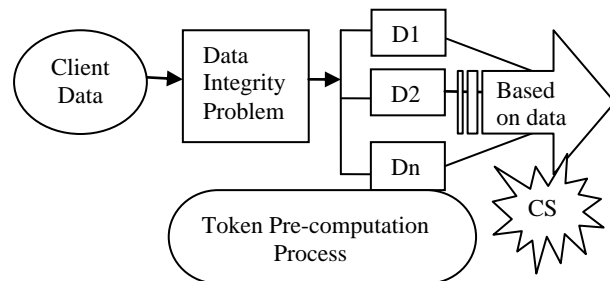 Client
Data
Data
Integrity
Problem
D1
D2
Dn
Based
on data
CS
Token Pre-computation
Process